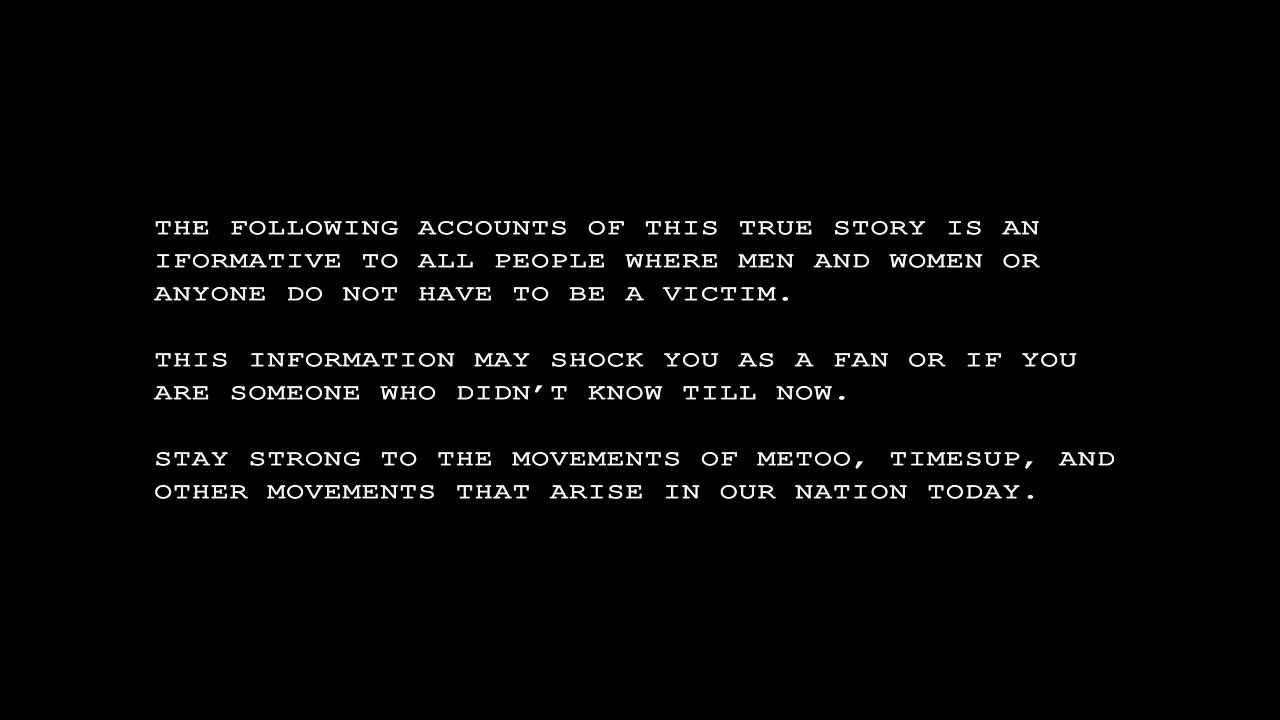 THE FOLLOWING ACCOUNTS OF THIS TRUE STORY IS AN
IFORMATIVE TO ALL PEOPLE WHERE MEN AND WOMEN OR
ANYONE DO NOT HAVE TO BE A VICTIM.
THIS INFORMATION MAY SHOCK YOU AS A FAN OR IF YOU
ARE SOMEONE WHO DIDN’T KNOW TILL NOW.
STAY STRONG TO THE MOVEMENTS OF METOO, TIMESUP, AND
OTHER MOVEMENTS THAT ARISE IN OUR NATION TODAY.